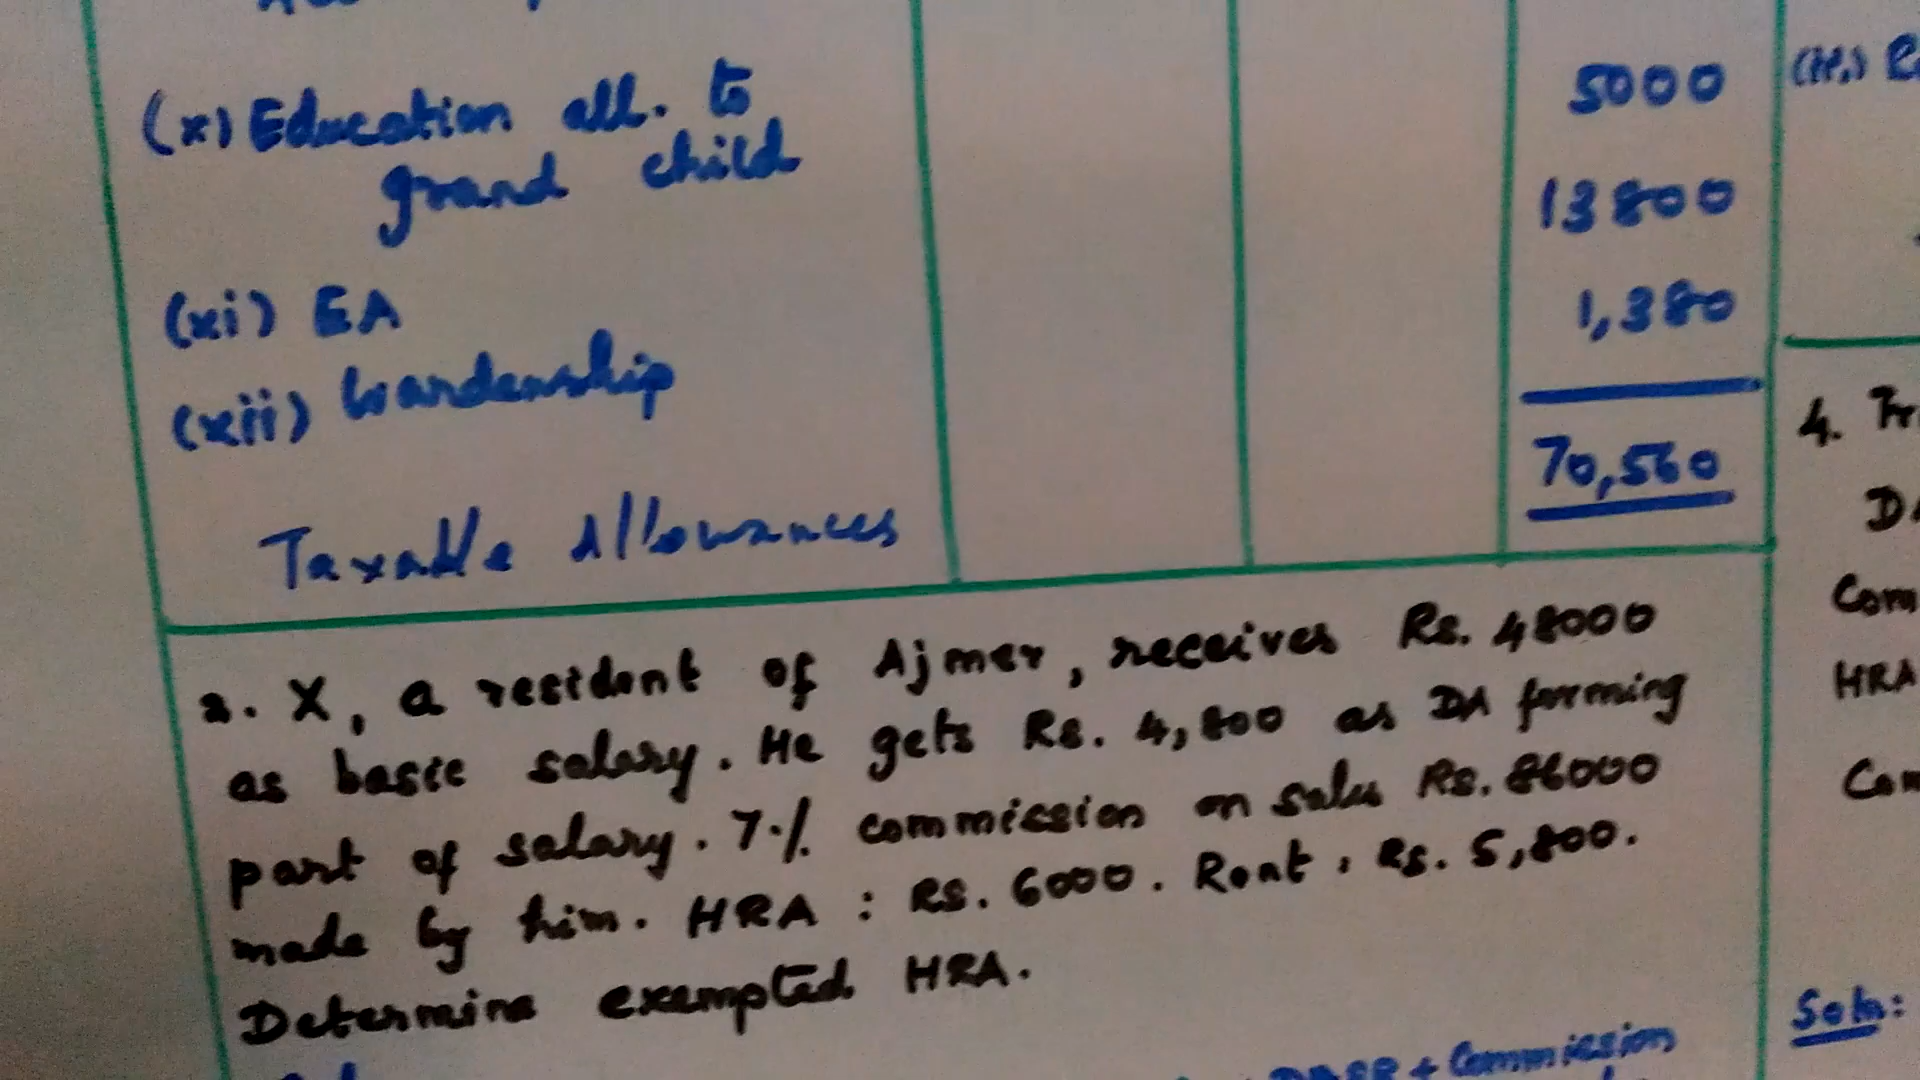 (x) Education all. to
grand child
5000
13800
(xi) EA
1,380
(xii) Wardenship
70,560
Taxable Allowances
2. X, a resident of Ajmer, receives Rs. 48000
as basic salary. He gets Rs. 4,800 as DA forming
part of salary. 7% commission on sales Rs. 86000
made by him. HRA : RS. 6000. Rent : Rs. 5,800.
Determine exempted HRA.
+ Commission
(ii)
4.
HRA
Soln: